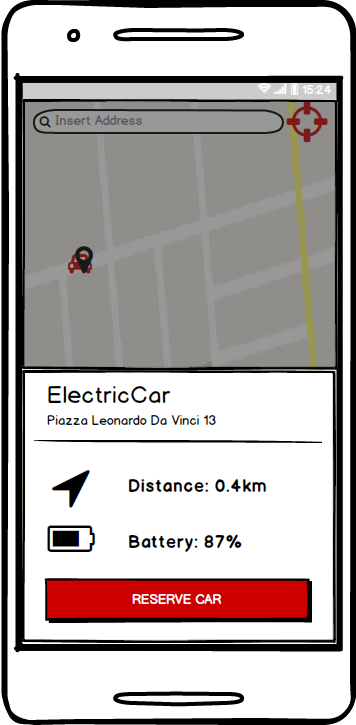 15:24
Insert Address
ElectricCar
Piazza Leonardo Da Vinci 13
Distance: 0.4km
Battery: 87%
RESERVE CAR